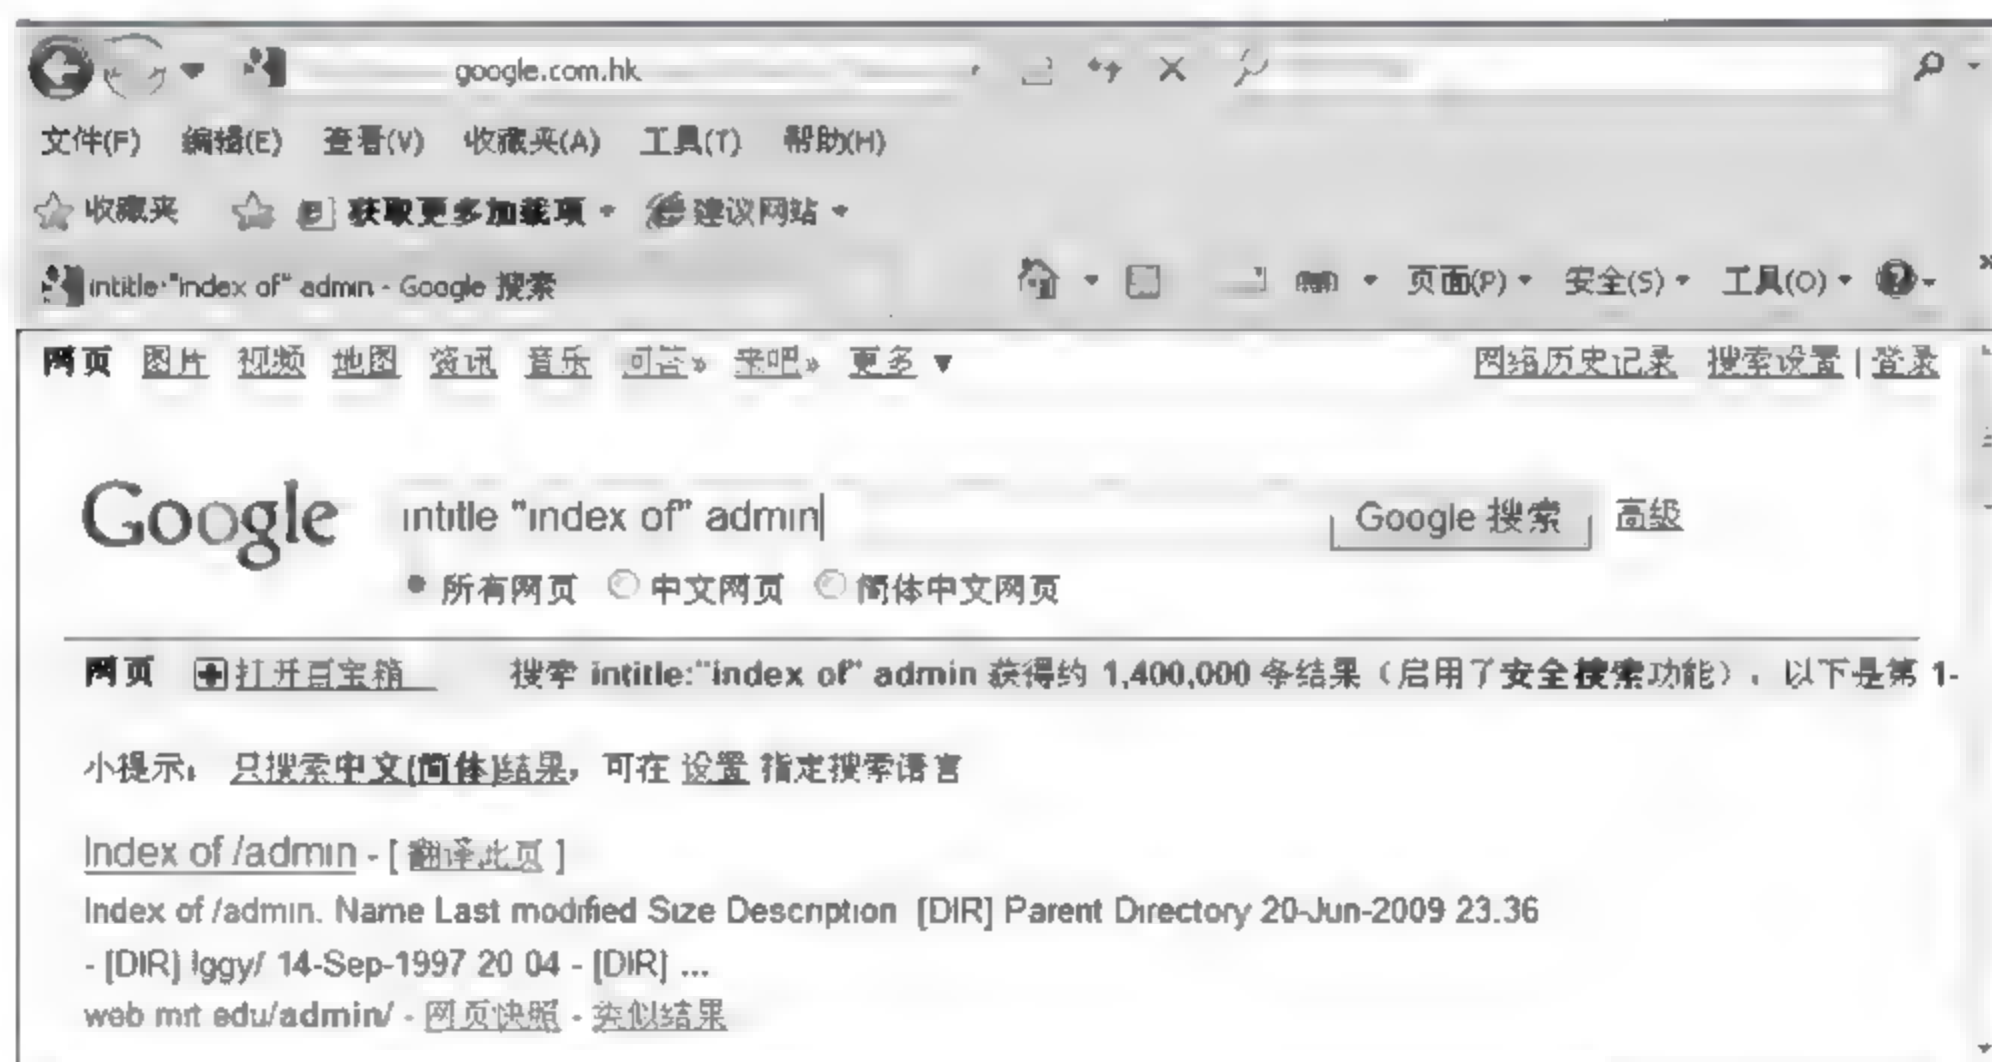 google.com.hk
文件(F) 编辑(E) 查看(V) 收藏夹(A) 工具(T) 帮助(H)
收藏夹 获取更多加载项 建议网站
intitle:"index of" admin - Google 搜索 页面(P) 安全(S) 工具(O)
网页 图片 视频 地图 资讯 音乐 问答» 来吧» 更多 ▼ 网络历史记录 搜索设置 | 登录
Google intitle "index of" admin Google 搜索 高级
所有网页 中文网页 简体中文网页
网页 打开百宝箱 搜索 intitle:"index of" admin 获得约 1,400,000 条结果（启用了安全搜索功能），以下是第 1-
小提示： 只搜索中文(简体)结果，可在 设置 指定搜索语言
Index of /admin - [ 翻译此页 ]
Index of /admin. Name Last modified Size Description [DIR] Parent Directory 20-Jun-2009 23.36
- [DIR] Iggy/ 14-Sep-1997 20 04 - [DIR] ...
web mit edu/admin/ - 网页快照 - 类似结果